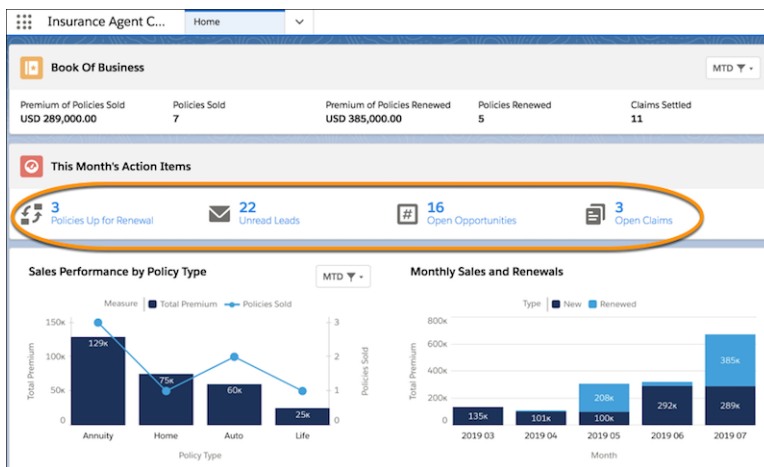 Insurance Agent C... Home
Book Of Business MTD
Premium of Policies Sold Policies Sold Premium of Policies Renewed Policies Renewed Claims Settled
USD 289,000.00 7 USD 385,000.00 5 11
This Month's Action Items
3 22 16 3
Policies Up for Renewal Unread Leads # Open Opportunities Open Claims
Sales Performance by Policy Type MTD
Measure Total Premium Policies Sold
150K 3
129K
100K 2
75K
60K
50K 1
25K
0 0
Total Premium
Policies Sold
Annuity Home Auto Life
Policy Type
Monthly Sales and Renewals
Type New Renewed
800K
600K
385K
400K
208K
200K
292K 289K
135K 101K 100K
0
Total Premium
2019 03 2019 04 2019 05 2019 06 2019 07
Month